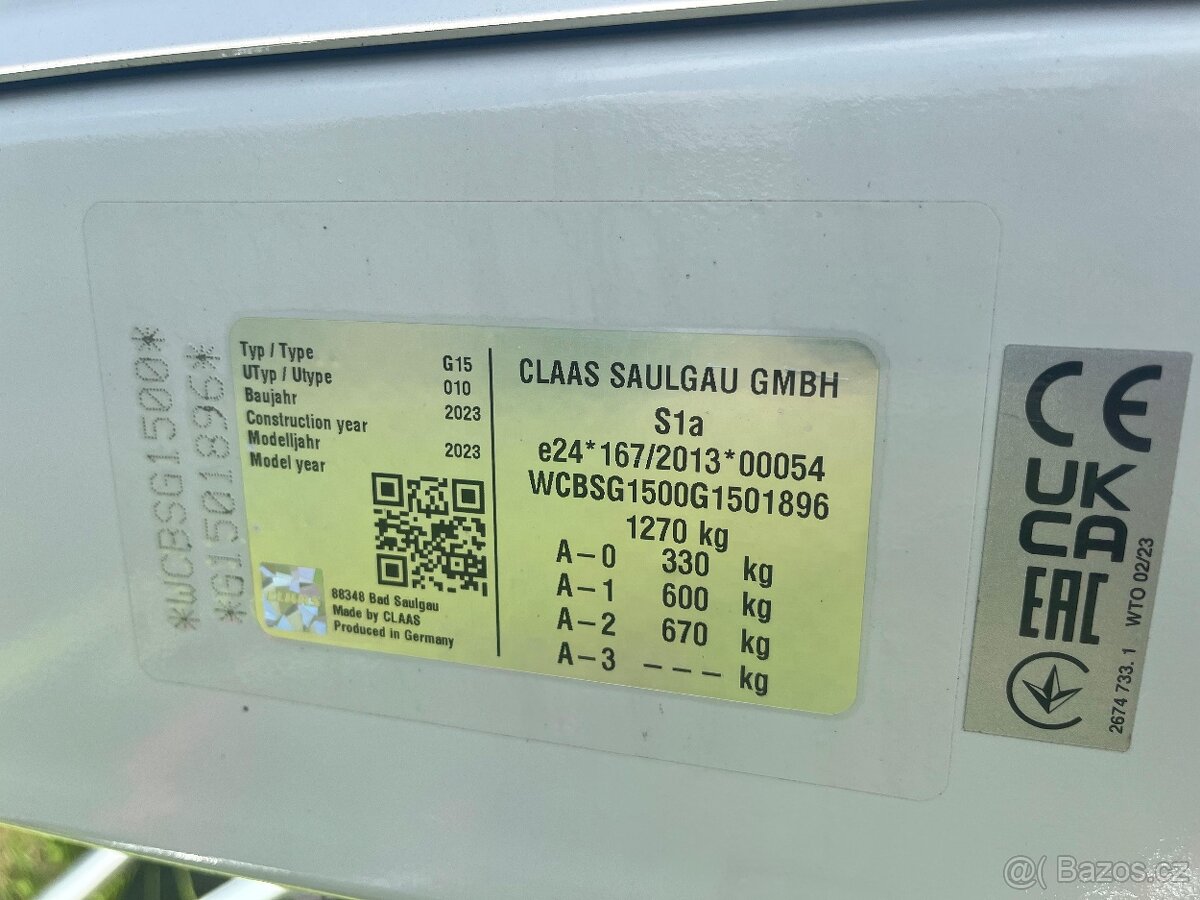 *WCBSG1500*
*G1501896*
Typ / Type G15
UTyp / Utype 010
Baujahr
Construction year 2023
Modelljahr
Model year 2023
88348 Bad Saulgau
Made by CLAAS
Produced in Germany
CLAAS SAULGAU GMBH
S1a
e24*167/2013*00054
WCBSG1500G1501896
1270 kg
A-0 330 kg
A-1 600 kg
A-2 670 kg
A-3 --- kg
CE
UK
CA
EAC
2674 733. 1 WTO 02/23
@( Bazos.cz